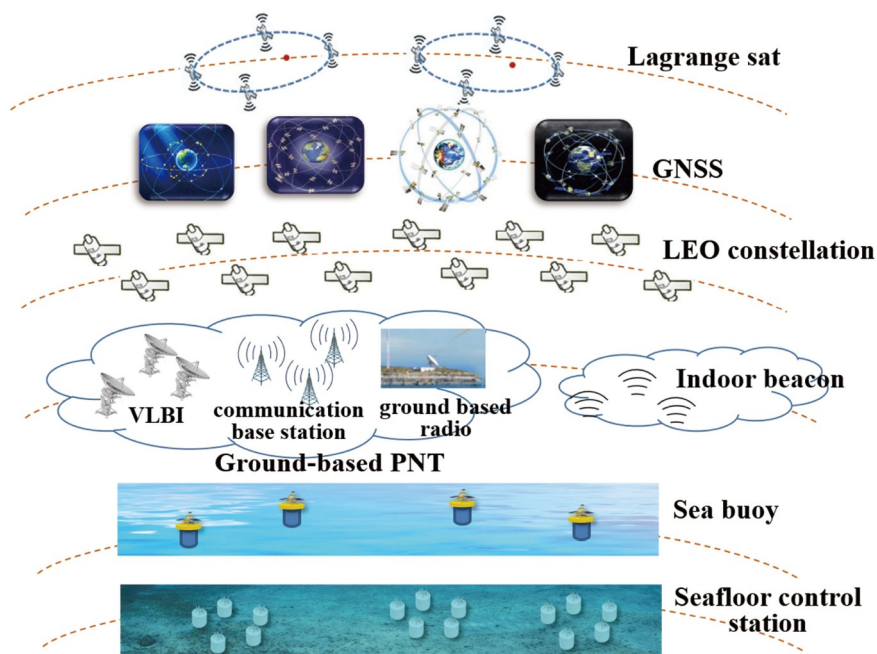 Lagrange sat
GNSS
LEO constellation
VLBI
communication
base station
ground based
radio
Ground-based PNT
Indoor beacon
Sea buoy
Seafloor control
station